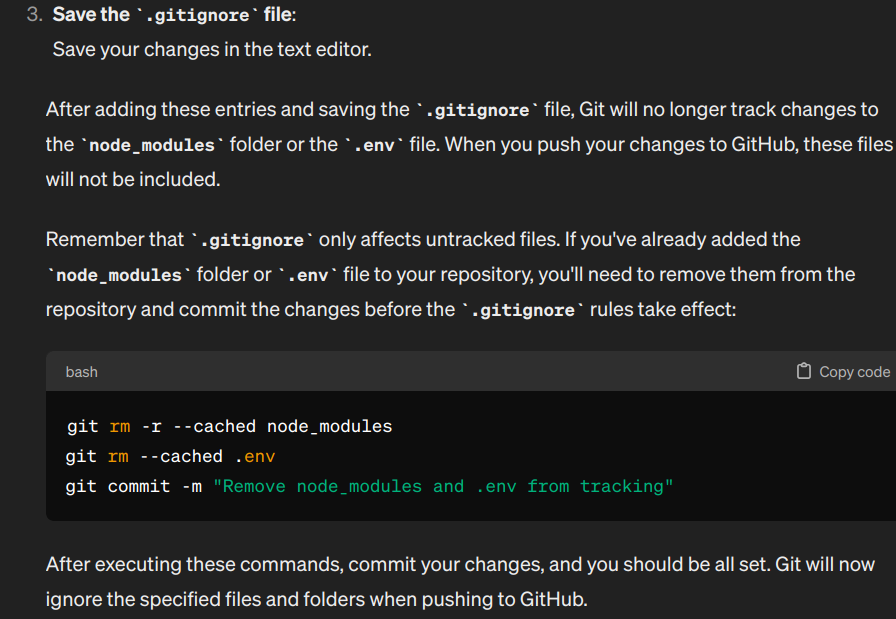 3. Save the `.gitignore` file:
Save your changes in the text editor.
After adding these entries and saving the `.gitignore` file, Git will no longer track changes to
the `node_modules` folder or the `.env` file. When you push your changes to GitHub, these files
will not be included.
Remember that `.gitignore` only affects untracked files. If you've already added the
`node_modules` folder or `.env` file to your repository, you'll need to remove them from the
repository and commit the changes before the `.gitignore` rules take effect:
bash Copy code
git rm -r --cached node_modules
git rm --cached .env
git commit -m "Remove node_modules and .env from tracking"
After executing these commands, commit your changes, and you should be all set. Git will now
ignore the specified files and folders when pushing to GitHub.